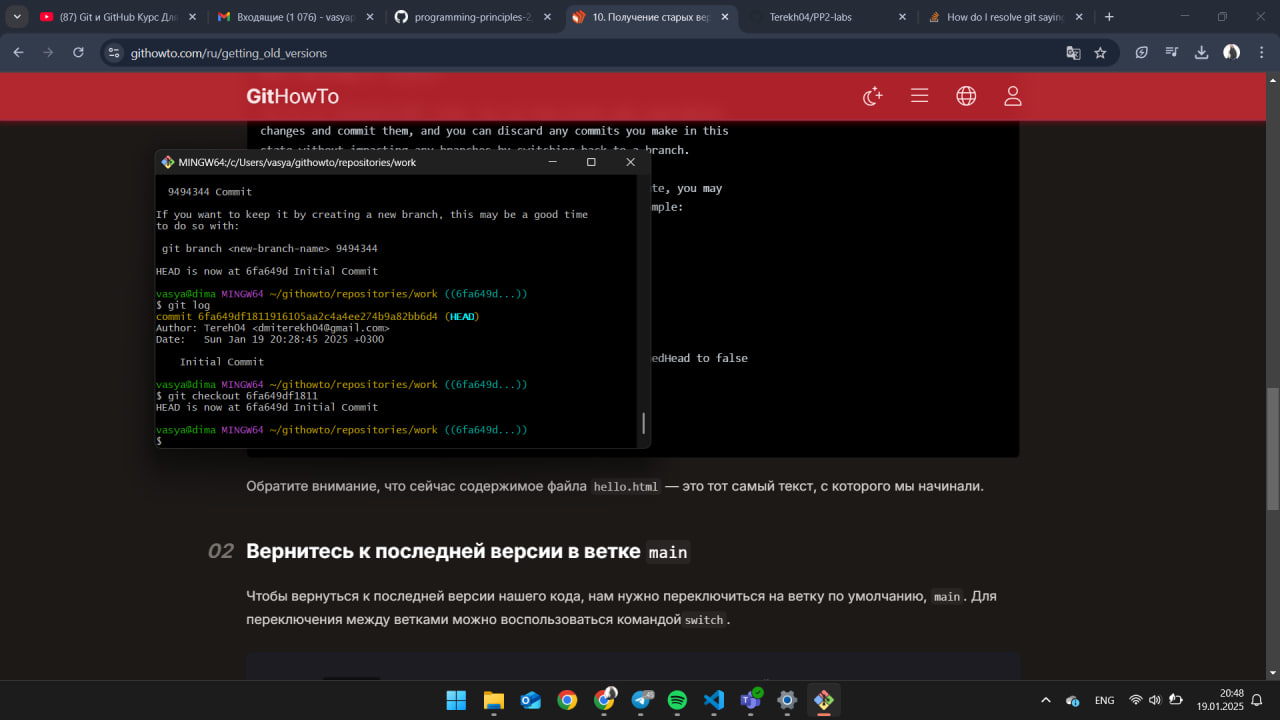 (87) Git и GitHub Курс Для
Входящие (1 076) - vasyap
programming-principles-2
10. Получение старых вер
Terekh04/PP2-labs
How do I resolve git saying
githowto.com/ru/getting_old_versions
GitHowTo
changes and commit them, and you can discard any commits you make in this
state without impacting any branches by switching back to a branch.
MINGW64:/c/Users/vasya/githowto/repositories/work
te, you may
mple:
9494344 Commit
If you want to keep it by creating a new branch, this may be a good time
to do so with:
git branch <new-branch-name> 9494344
HEAD is now at 6fa649d Initial Commit
vasya@dima MINGW64 ~/githowto/repositories/work ((6fa649d...))
$ git log
commit 6fa649df1811916105aa2c4a4ee274b9a82bb6d4 (HEAD)
Author: Tereh04 <dmiterekh04@gmail.com>
Date:   Sun Jan 19 20:28:45 2025 +0300
Initial Commit
edHead to false
vasya@dima MINGW64 ~/githowto/repositories/work ((6fa649d...))
$ git checkout 6fa649df1811
HEAD is now at 6fa649d Initial Commit
vasya@dima MINGW64 ~/githowto/repositories/work ((6fa649d...))
$
Обратите внимание, что сейчас содержимое файла hello.html — это тот самый текст, с которого мы начинали.
02 Вернитесь к последней версии в ветке main
Чтобы вернуться к последней версии нашего кода, нам нужно переключиться на ветку по умолчанию, main. Для
переключения между ветками можно воспользоваться командой switch.
45
ENG
20:48
19.01.2025